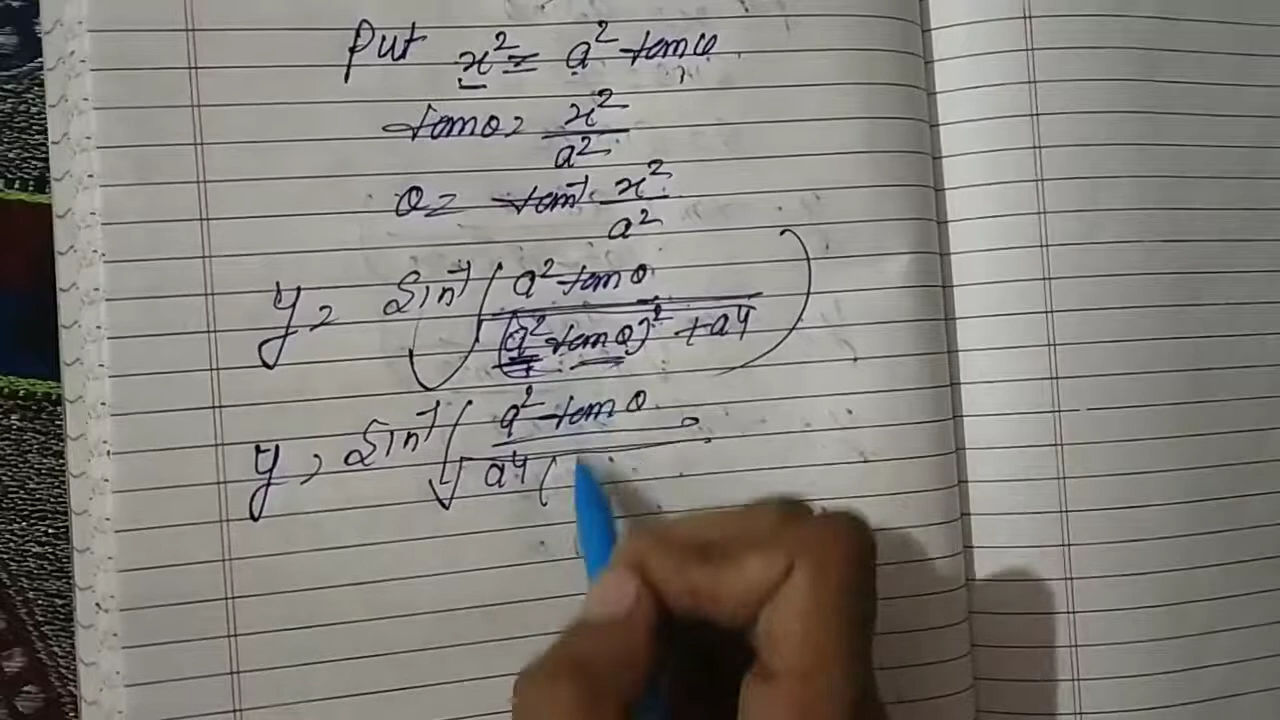 Put x² = a² tanθ
tanθ = x²/a²
θ = tan⁻¹ x²/a²
y = Sin⁻¹ ( a² tanθ / √((a² tanθ)² + a⁴) )
y = Sin⁻¹ ( a² tanθ / √(a⁴ (